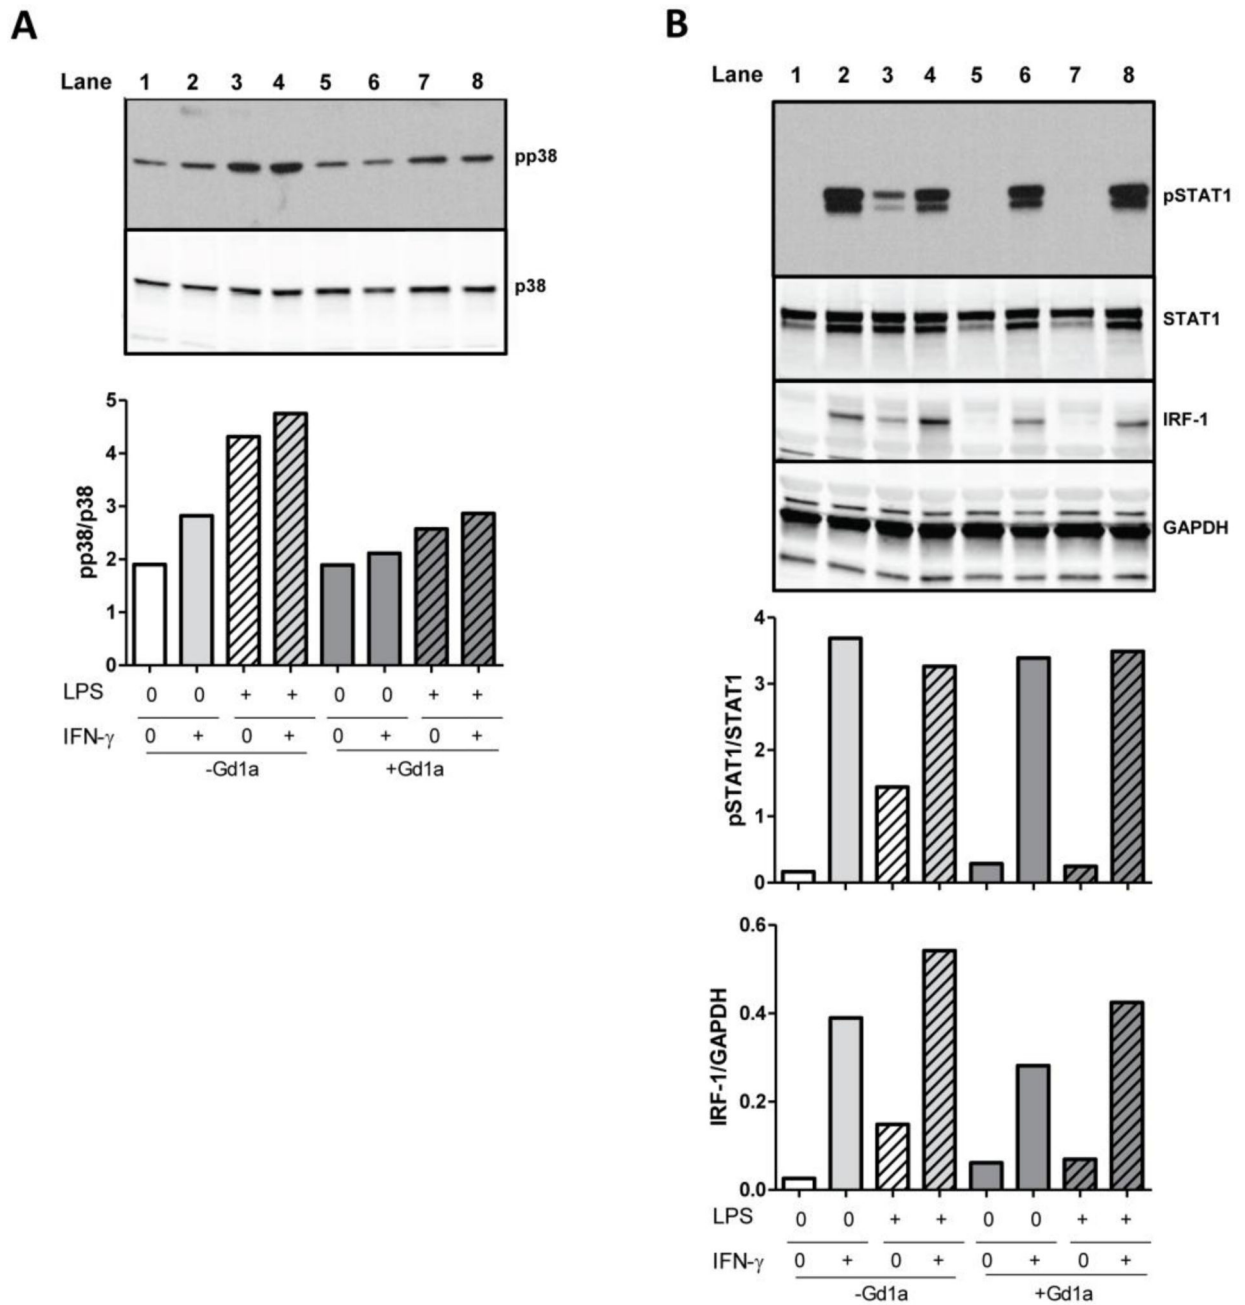 A
Lane 1 2 3 4 5 6 7 8
pp38
p38
5
4
3
2
1
0
pp38/p38
LPS 0 0 + + 0 0 + +
IFN-γ 0 + 0 + 0 + 0 +
-Gd1a +Gd1a
B
Lane 1 2 3 4 5 6 7 8
pSTAT1
STAT1
IRF-1
GAPDH
4
3
2
1
0
pSTAT1/STAT1
0.6
0.4
0.2
0.0
IRF-1/GAPDH
LPS 0 0 + + 0 0 + +
IFN-γ 0 + 0 + 0 + 0 +
-Gd1a +Gd1a